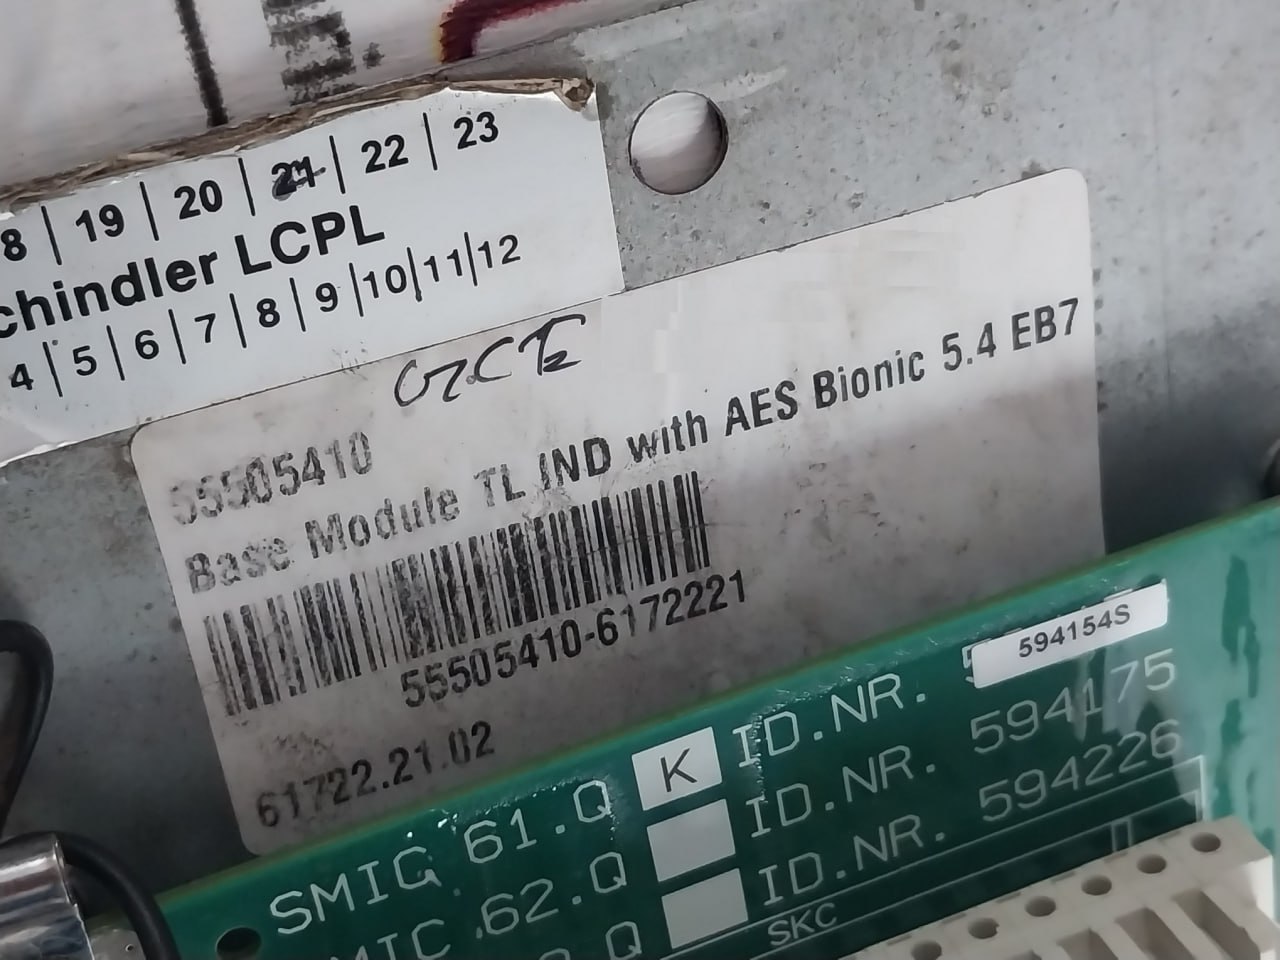 8 | 19 | 20 | 21 | 22 | 23
chindler LCPL
4 | 5 | 6 | 7 | 8 | 9 |10|11|12
55505410
Base Module TL IND with AES Bionic 5.4 EB7
55505410-6172221
61722.21.02
SMIC 61.Q K ID.NR. 594154S
MIC .62.Q ID.NR. 594175
Q ID.NR. 594226
SKC